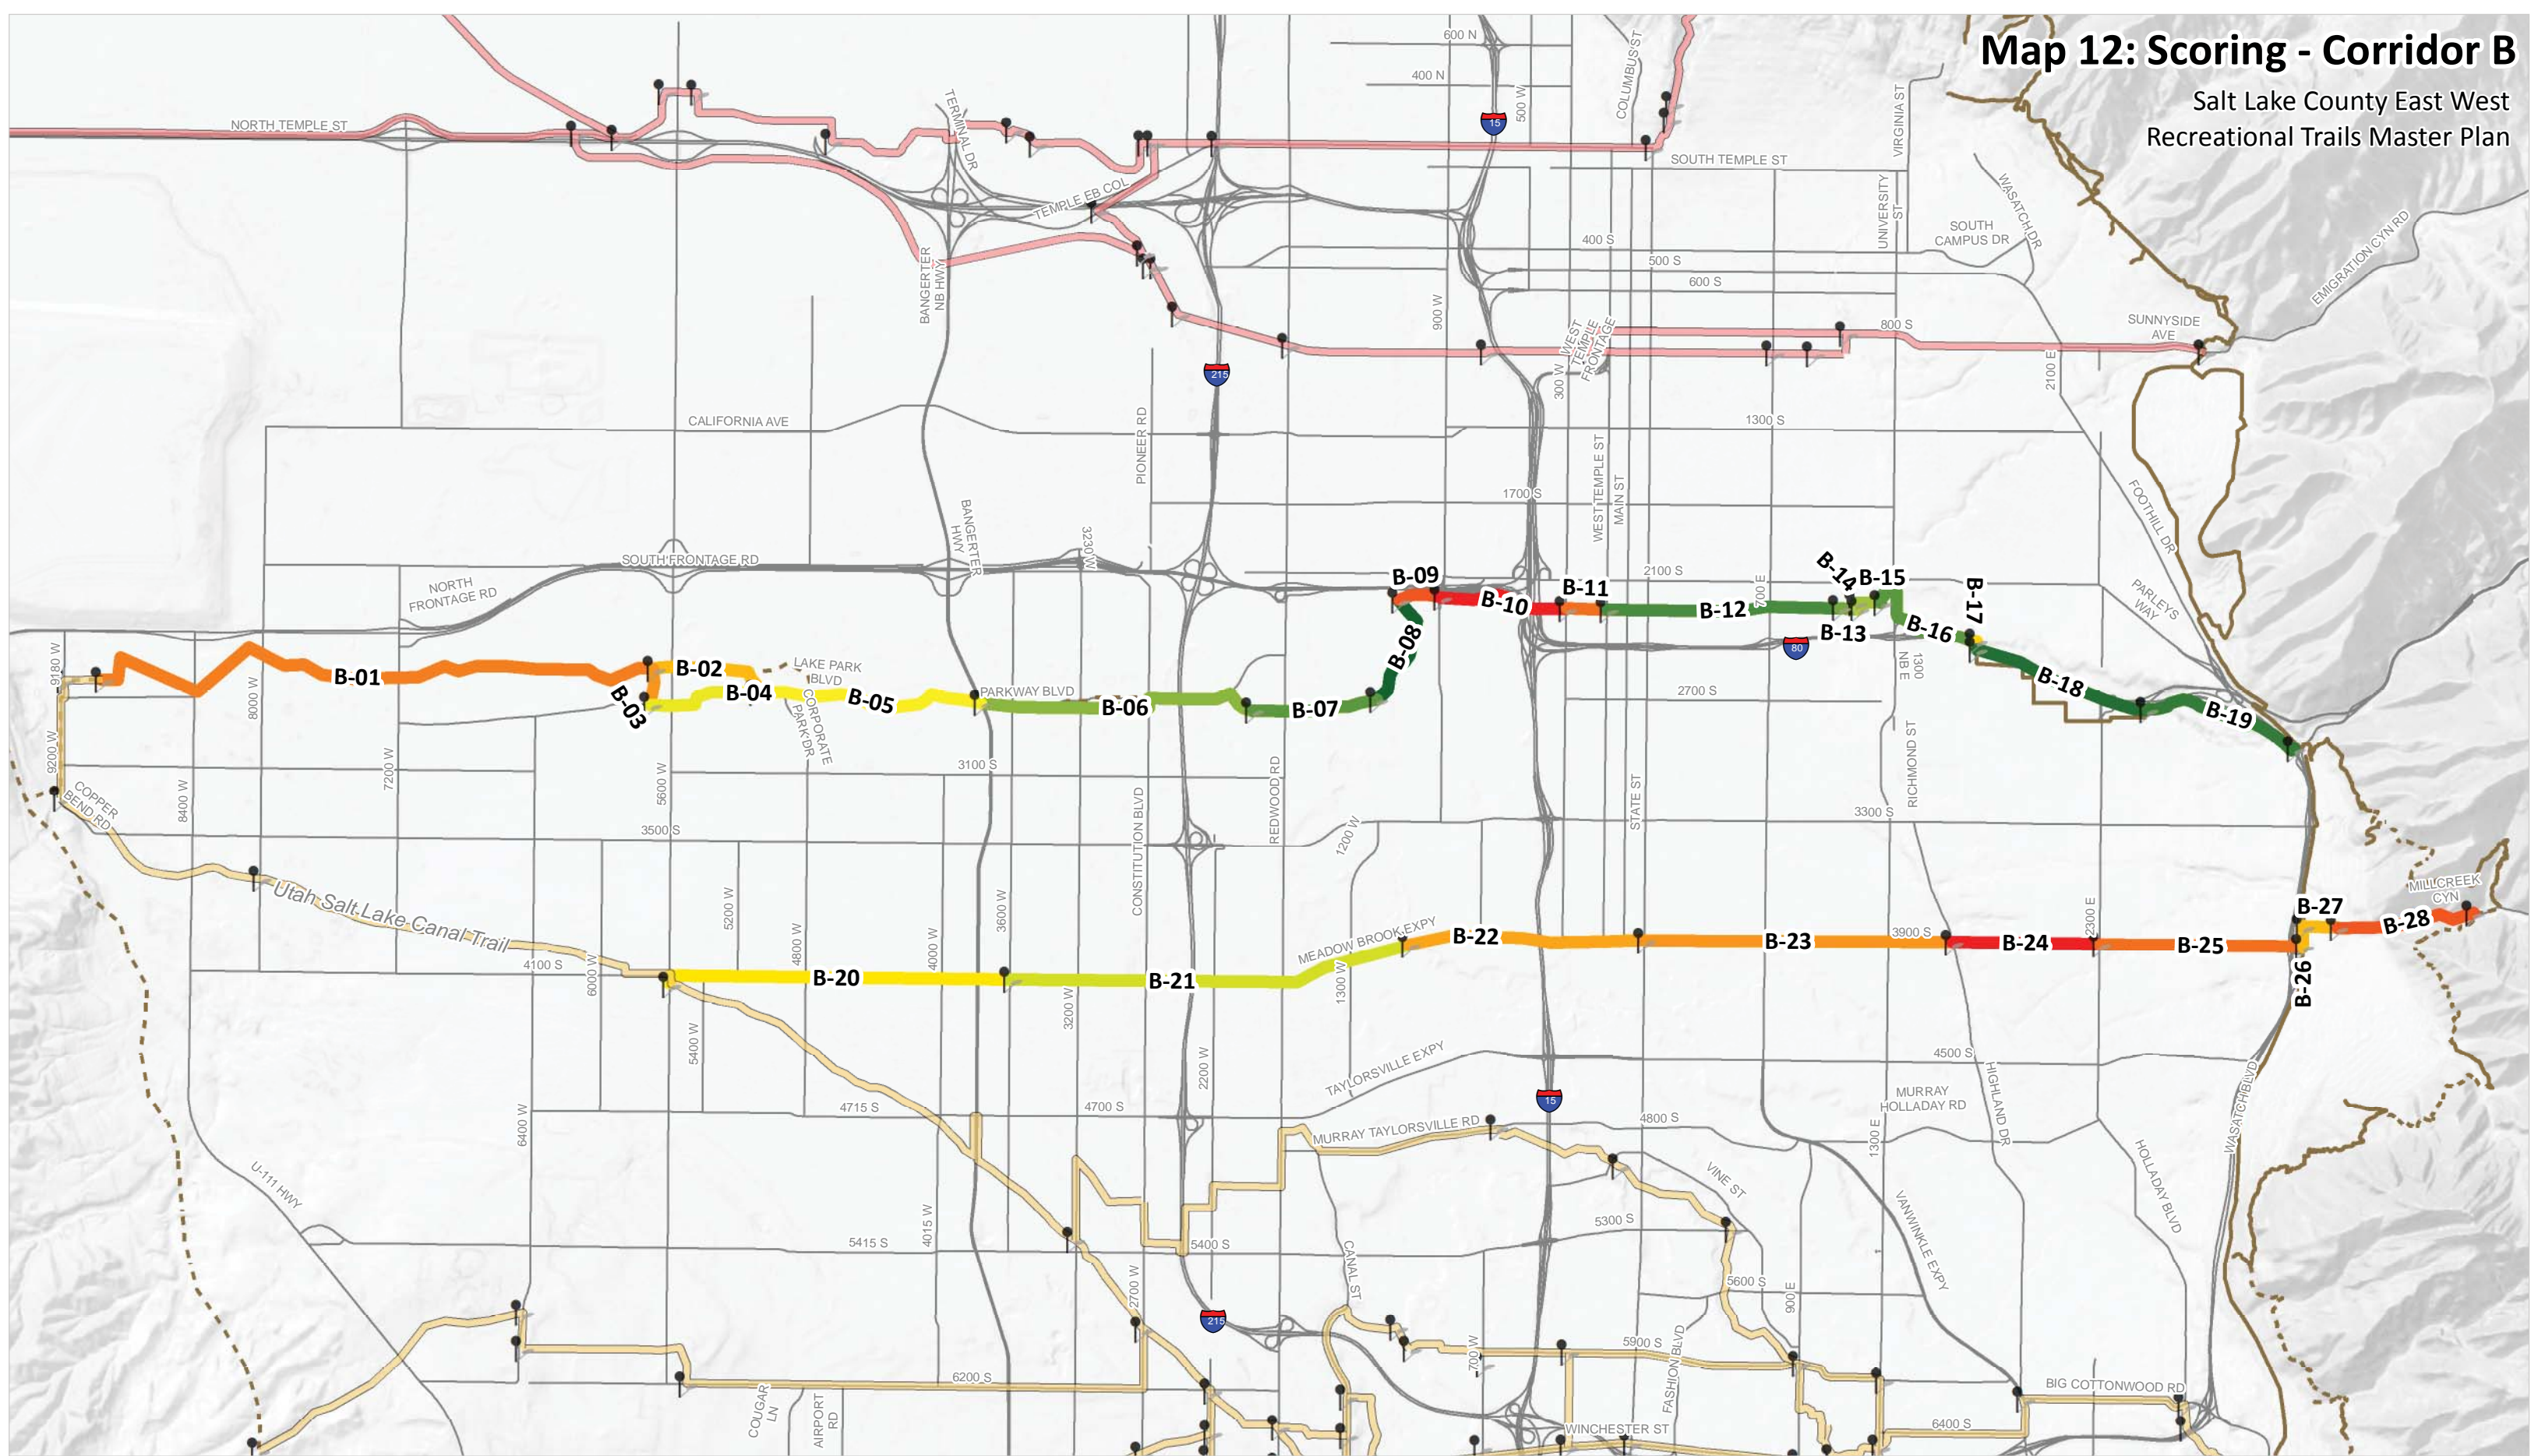 Map 12: Scoring - Corridor B
Salt Lake County East West
Recreational Trails Master Plan
600 N
400 N
500 W
COLUMBUS ST
VIRGINIA ST
15
NORTH TEMPLE ST
TERMINAL DR
SOUTH TEMPLE ST
TEMPLE EB COL
UNIVERSITY
ST
WASATCH DR
SOUTH
CAMPUS DR
EMIGRATION CYN RD
400 S
500 S
600 S
BANGERTER
NB HWY
900 W
WEST
TEMPLE
FRONTAGE
800 S
SUNNYSIDE
AVE
215
300 W
2100 E
CALIFORNIA AVE
1300 S
PIONEER RD
WEST TEMPLE ST
MAIN ST
1700 S
FOOTHILL DR
BANGERTER
HWY
3230 W
SOUTH FRONTAGE RD
NORTH
FRONTAGE RD
2100 S
700 E
PARLEYS
WAY
B-09
B-10
B-11
B-12
B-13
B-14
B-15
B-16
B-17
B-18
B-19
B-08
80
1300
NB E
9180 W
8000 W
B-01
B-02
B-03
B-04
B-05
LAKE PARK
BLVD
CORPORATE
PARK DR
PARKWAY BLVD
B-06
B-07
2700 S
RICHMOND ST
9200 W
COPPER
BEND RD
8400 W
7200 W
5600 W
3100 S
3500 S
CONSTITUTION BLVD
REDWOOD RD
1200 W
STATE ST
3300 S
Utah Salt Lake Canal Trail
5200 W
4800 W
4000 W
3600 W
MEADOW BROOK EXPY
B-22
B-23
3900 S
B-24
2300 E
B-25
B-26
B-27
B-28
MILLCREEK
CYN
4100 S
6000 W
B-20
B-21
1300 W
3200 W
5400 W
2200 W
TAYLORSVILLE EXPY
4500 S
HIGHLAND DR
MURRAY
HOLLADAY RD
WASATCH BLVD
15
6400 W
4715 S
4700 S
MURRAY TAYLORSVILLE RD
4800 S
1300 E
HOLLADAY BLVD
U-111 HWY
VINE ST
VANWINKLE EXPY
4015 W
5415 S
5400 S
5300 S
CANAL ST
2700 W
5600 S
900 E
215
700 W
5900 S
FASHION BLVD
6200 S
COUGAR
LN
AIRPORT
RD
BIG COTTONWOOD RD
WINCHESTER ST
6400 S